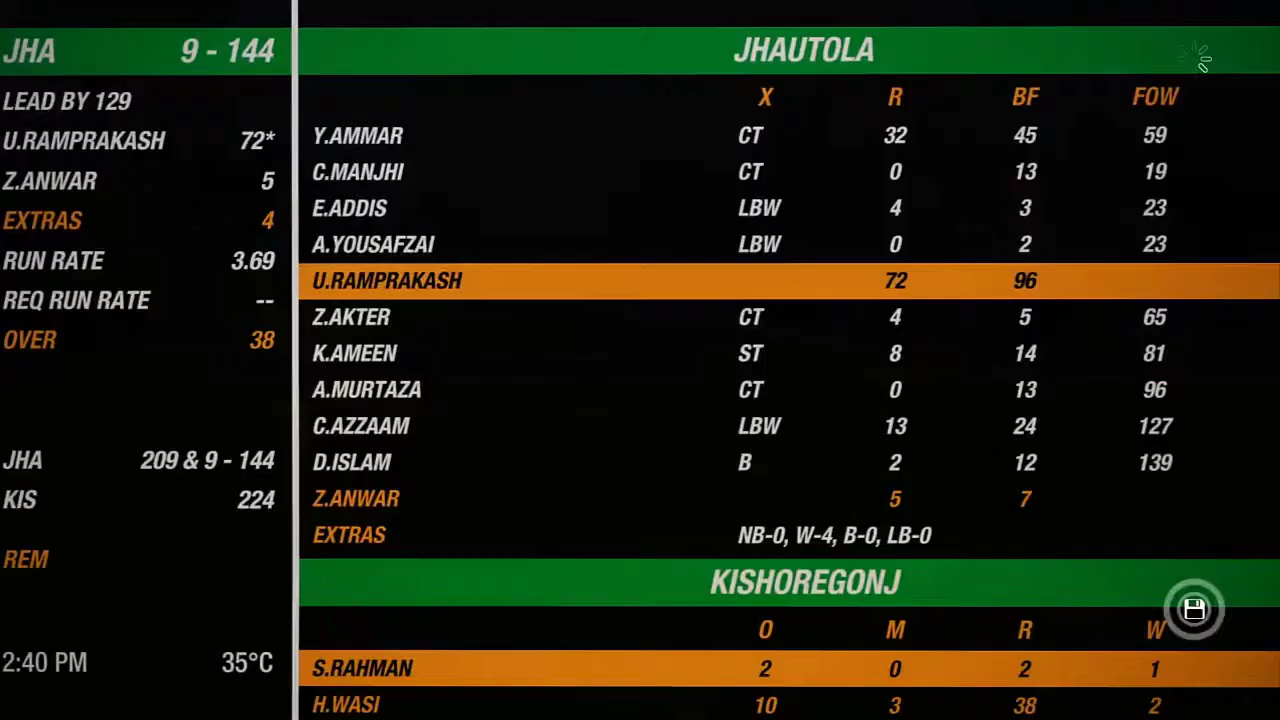 JHA 9 - 144
LEAD BY 129
U.RAMPRAKASH 72*
Z.ANWAR 5
EXTRAS 4
RUN RATE 3.69
REQ RUN RATE --
OVER 38
JHA 209 & 9 - 144
KIS 224
REM
2:40 PM 35°C
JHAUTOLA
X R BF FOW
Y.AMMAR CT 32 45 59
C.MANJHI CT 0 13 19
E.ADDIS LBW 4 3 23
A.YOUSAFZAI LBW 0 2 23
U.RAMPRAKASH 72 96
Z.AKTER CT 4 5 65
K.AMEEN ST 8 14 81
A.MURTAZA CT 0 13 96
C.AZZAAM LBW 13 24 127
D.ISLAM B 2 12 139
Z.ANWAR 5 7
EXTRAS NB-0, W-4, B-0, LB-0
KISHOREGONJ
O M R W
S.RAHMAN 2 0 2 1
H.WASI 10 3 38 2